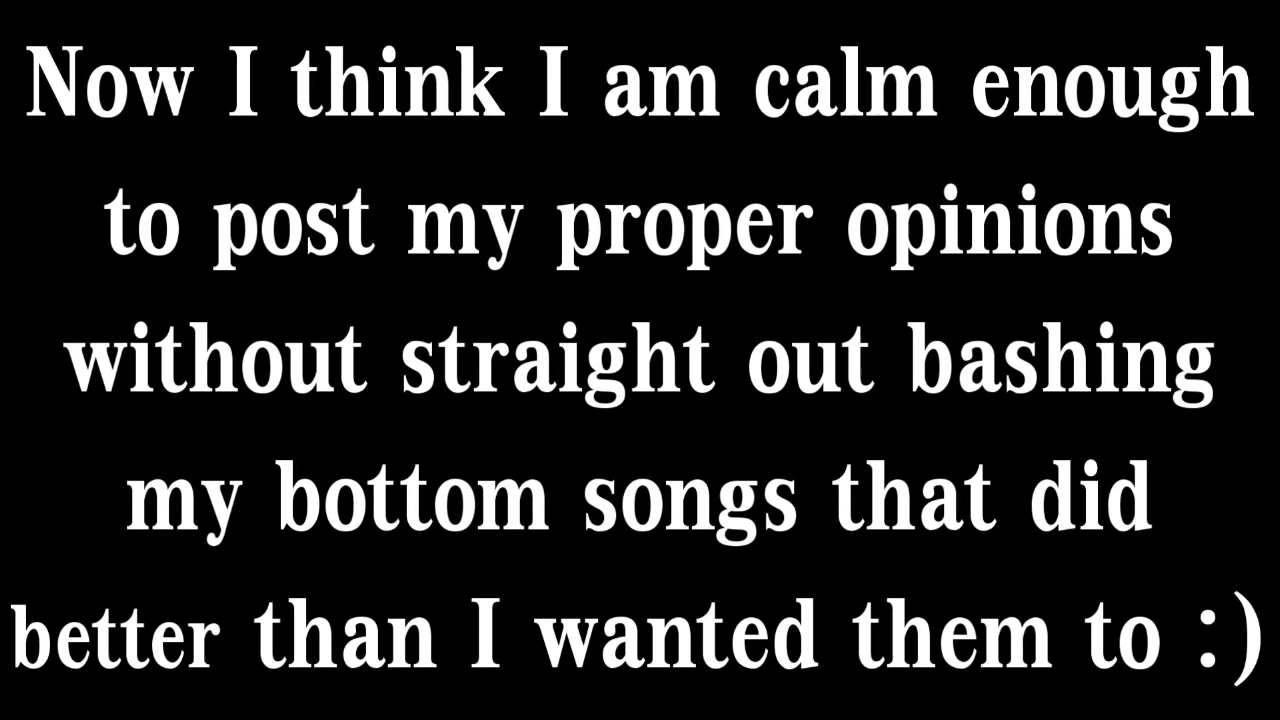 Now I think I am calm enough
to post my proper opinions
without straight out bashing
my bottom songs that did
better than I wanted them to :)